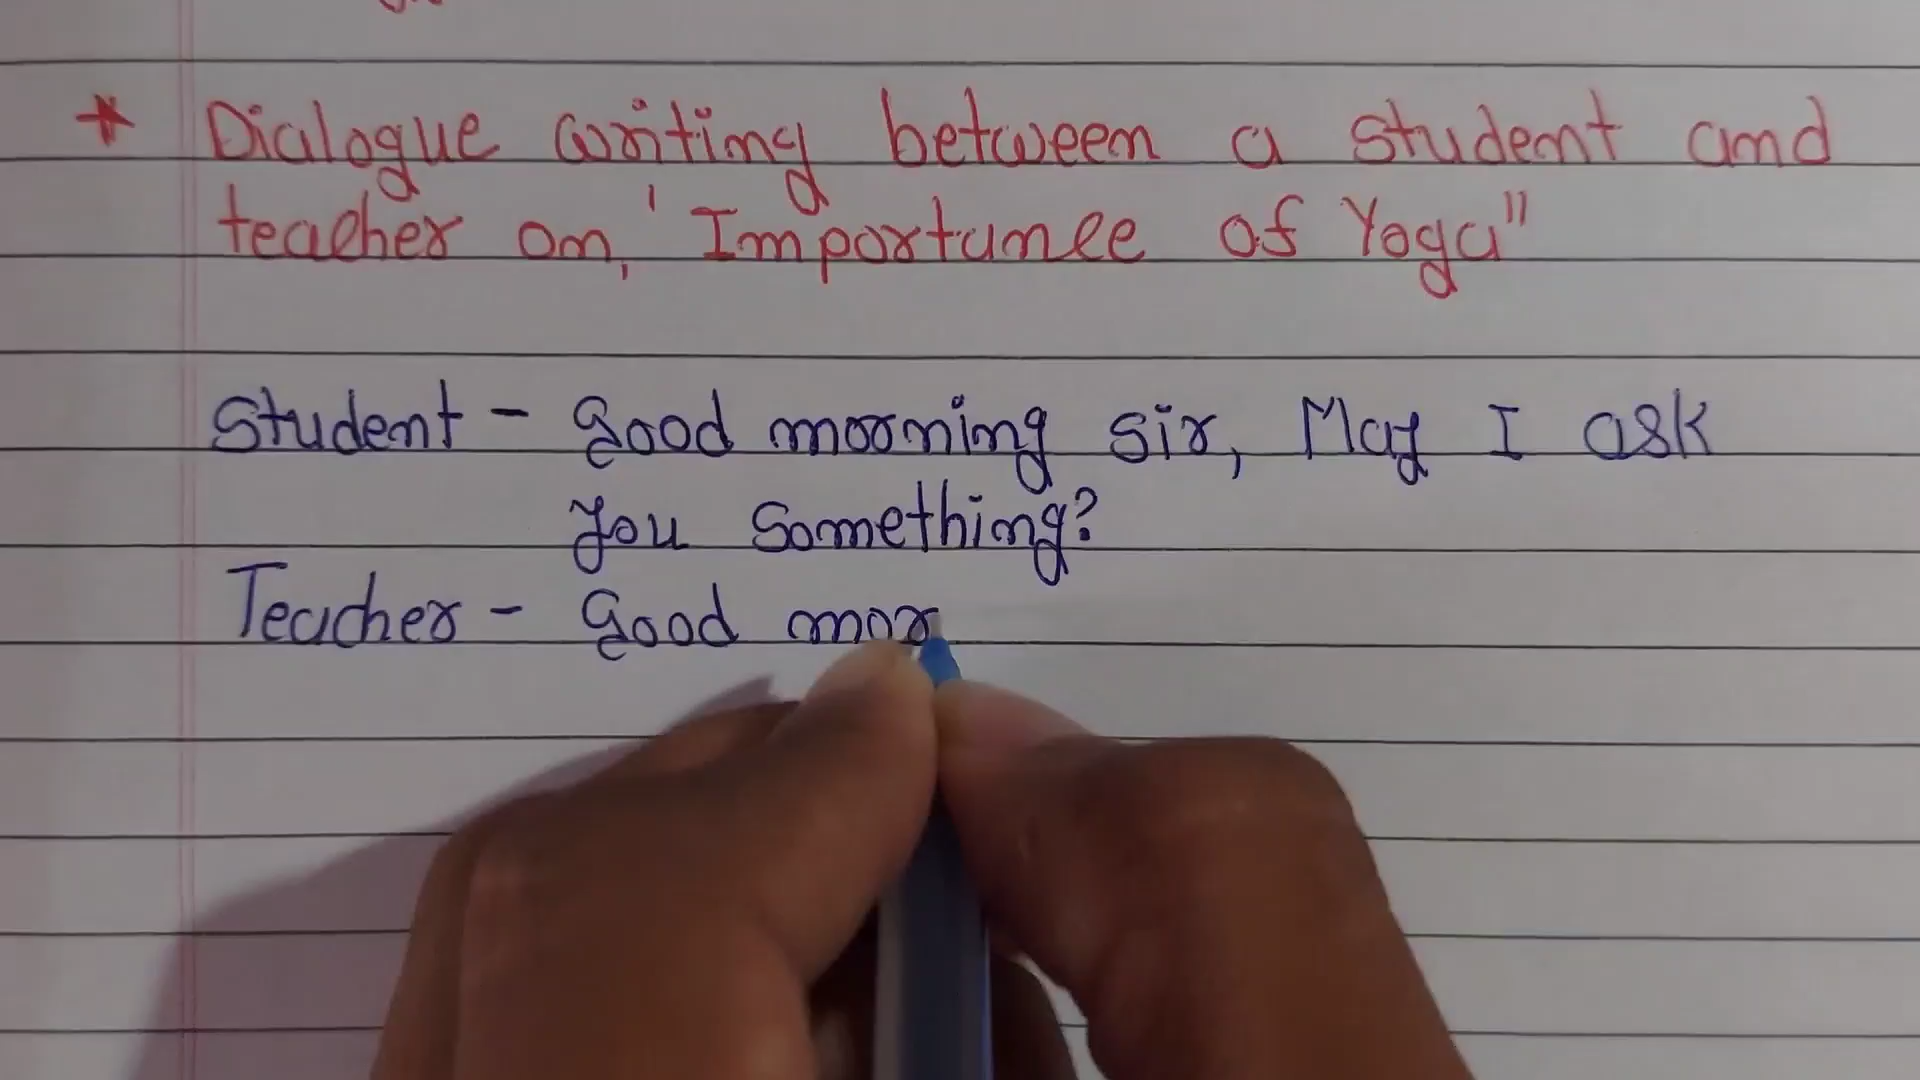 * Dialogue writing between a student and
teacher on, 'Importance of Yoga"
Student - Good morning sir, May I ask
you something?
Teacher - Good mor